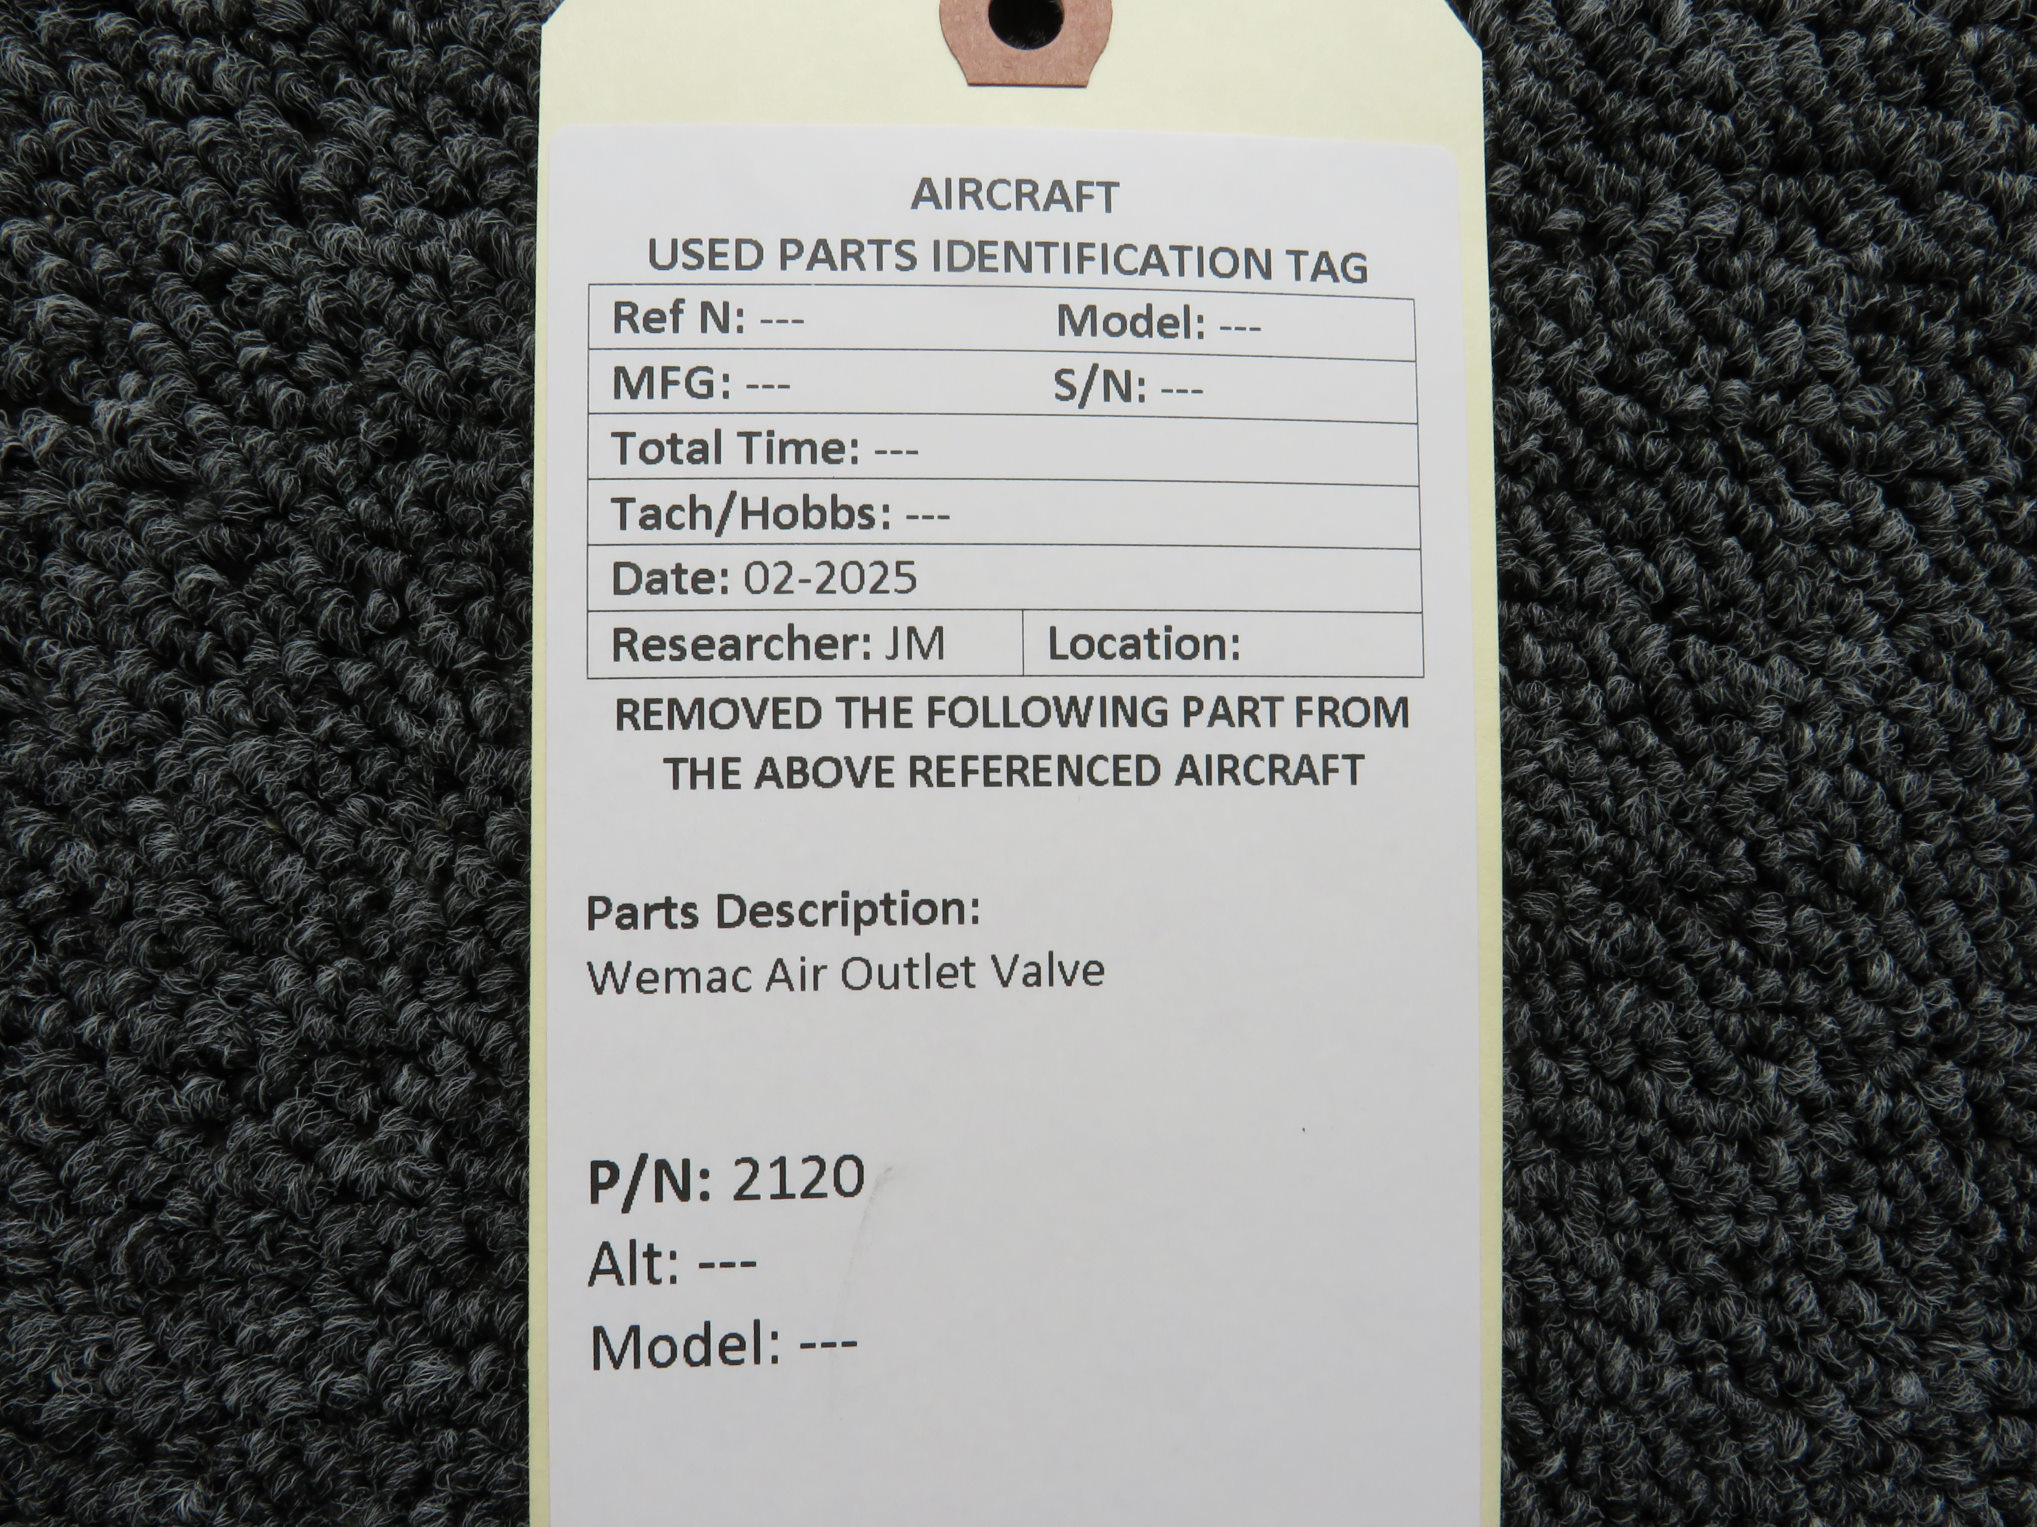 AIRCRAFT
USED PARTS IDENTIFICATION TAG
Ref N: --- Model: ---
MFG: --- S/N: ---
Total Time: ---
Tach/Hobbs: ---
Date: 02-2025
Researcher: JM Location:
REMOVED THE FOLLOWING PART FROM
THE ABOVE REFERENCED AIRCRAFT
Parts Description:
Wemac Air Outlet Valve
P/N: 2120
Alt: ---
Model: ---